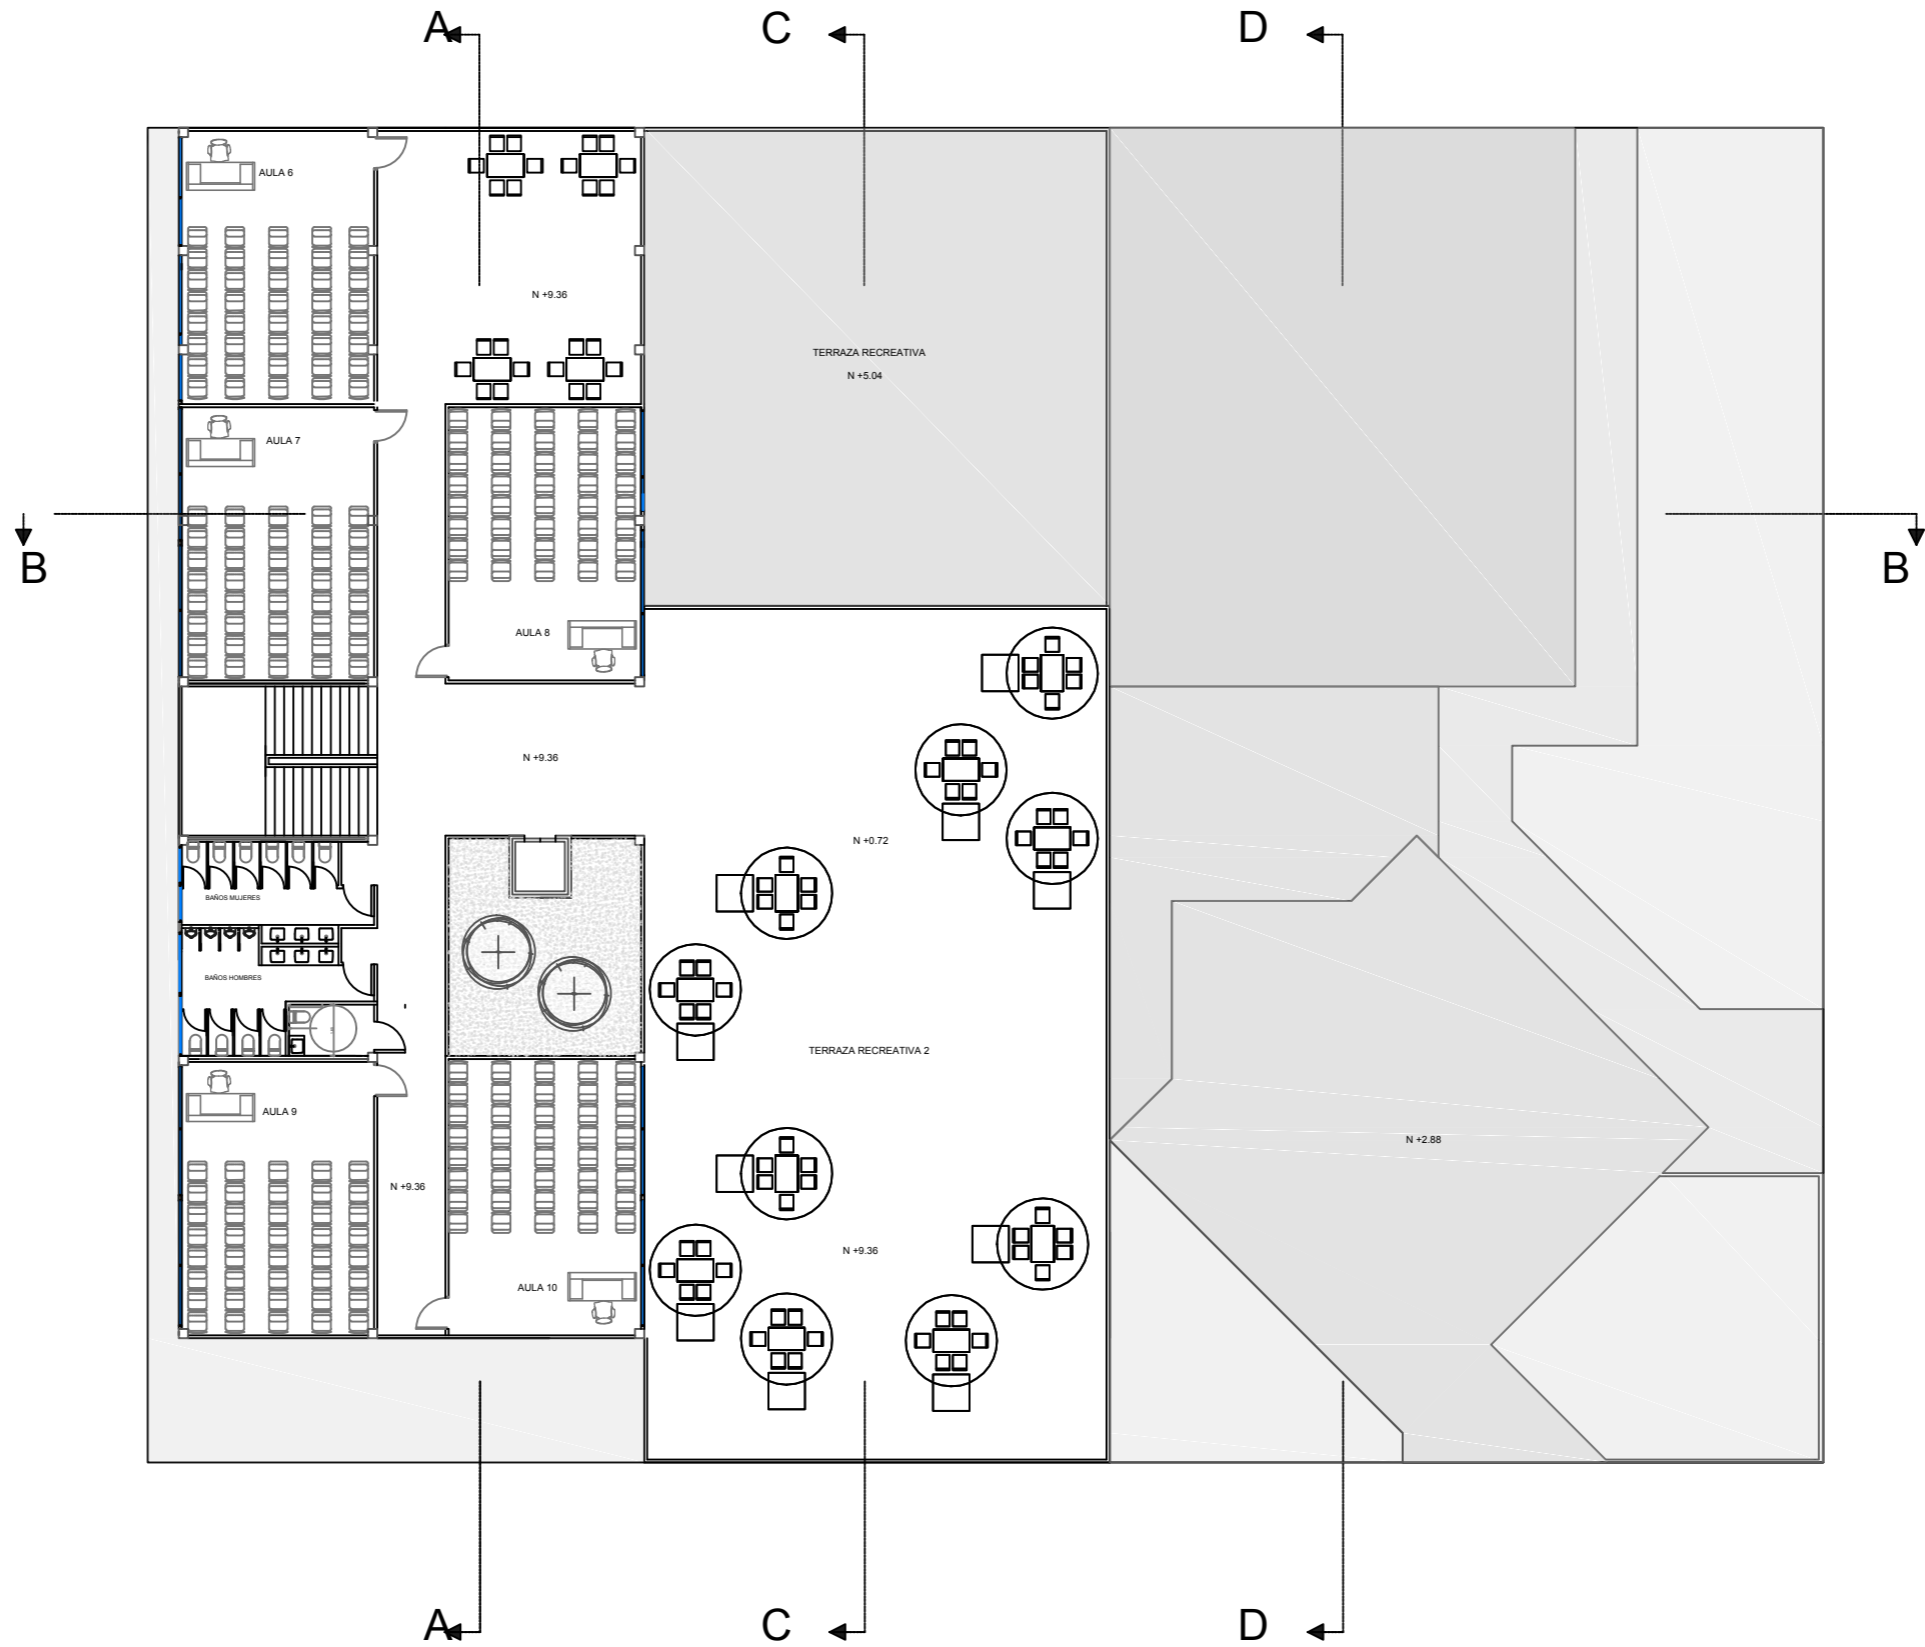 A
C
D
AULA 6
N +9.36
TERRAZA RECREATIVA
N +5.04
AULA 7
B
B
AULA 8
N +9.36
N +0.72
BAÑOS MUJERES
BAÑOS HOMBRES
TERRAZA RECREATIVA 2
AULA 9
N +2.88
N +9.36
N +9.36
AULA 10
A
C
D